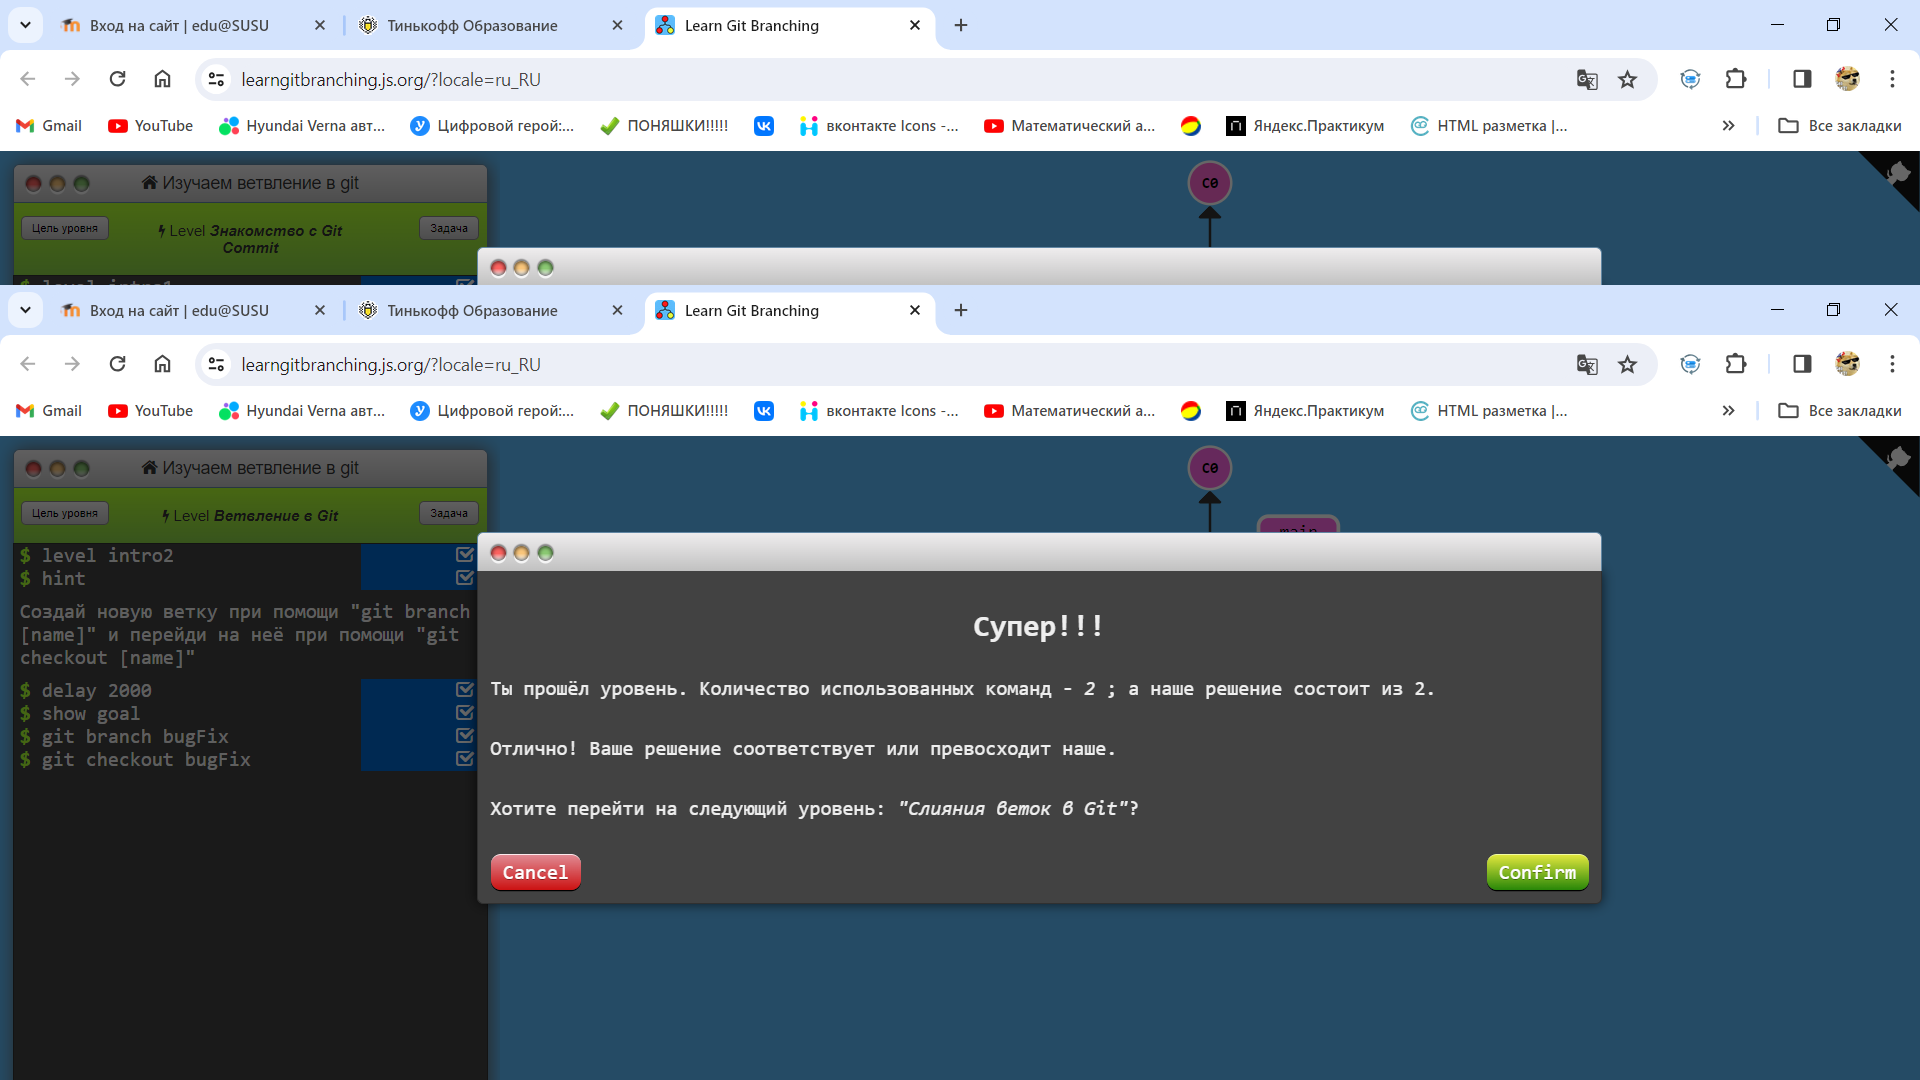 Вход на сайт | edu@SUSU
Тинькофф Образование
Learn Git Branching
learngitbranching.js.org/?locale=ru_RU
Gmail
YouTube
Hyundai Verna авт...
Цифровой герой:...
ПОНЯШКИ!!!!!
вконтакте Icons -...
Математический а...
Яндекс.Практикум
HTML разметка |...
Все закладки
Изучаем ветвление в git
Цель уровня
Level Знакомство с Git
Commit
Задача
$ level intro1
C0
Вход на сайт | edu@SUSU
Тинькофф Образование
Learn Git Branching
learngitbranching.js.org/?locale=ru_RU
Gmail
YouTube
Hyundai Verna авт...
Цифровой герой:...
ПОНЯШКИ!!!!!
вконтакте Icons -...
Математический а...
Яндекс.Практикум
HTML разметка |...
Все закладки
Изучаем ветвление в git
Цель уровня
Level Ветвление в Git
Задача
C0
main
$ level intro2
$ hint
Создай новую ветку при помощи "git branch
[name]" и перейди на неё при помощи "git
checkout [name]"
$ delay 2000
$ show goal
$ git branch bugFix
$ git checkout bugFix
Супер!!!
Ты прошёл уровень. Количество использованных команд - 2 ; а наше решение состоит из 2.
Отлично! Ваше решение соответствует или превосходит наше.
Хотите перейти на следующий уровень: "Слияния веток в Git"?
Cancel
Confirm